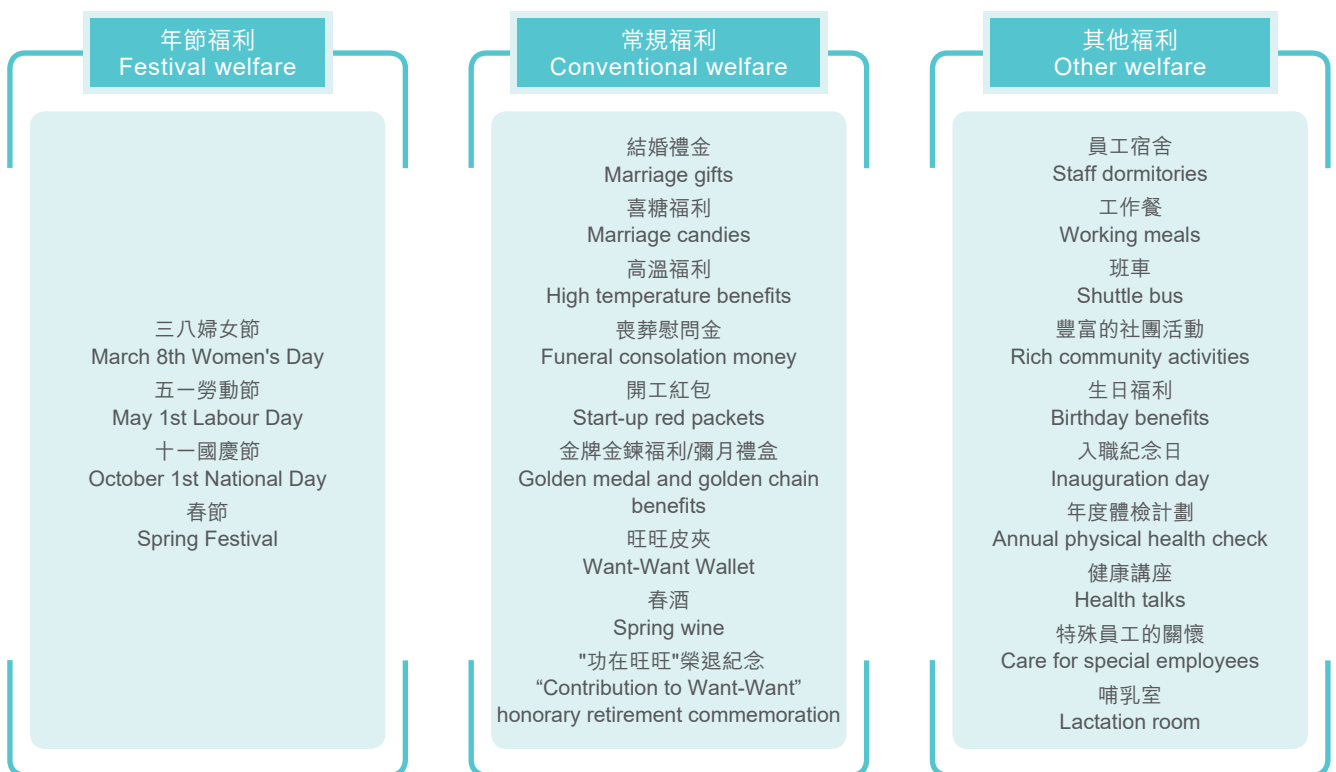 年節福利
Festival welfare
三八婦女節
March 8th Women's Day
五一勞動節
May 1st Labour Day
十一國慶節
October 1st National Day
春節
Spring Festival
常規福利
Conventional welfare
結婚禮金
Marriage gifts
喜糖福利
Marriage candies
高溫福利
High temperature benefits
喪葬慰問金
Funeral consolation money
開工紅包
Start-up red packets
金牌金鍊福利/彌月禮盒
Golden medal and golden chain
benefits
旺旺皮夾
Want-Want Wallet
春酒
Spring wine
"功在旺旺"榮退紀念
“Contribution to Want-Want”
honorary retirement commemoration
其他福利
Other welfare
員工宿舍
Staff dormitories
工作餐
Working meals
班車
Shuttle bus
豐富的社團活動
Rich community activities
生日福利
Birthday benefits
入職紀念日
Inauguration day
年度體檢計劃
Annual physical health check
健康講座
Health talks
特殊員工的關懷
Care for special employees
哺乳室
Lactation room